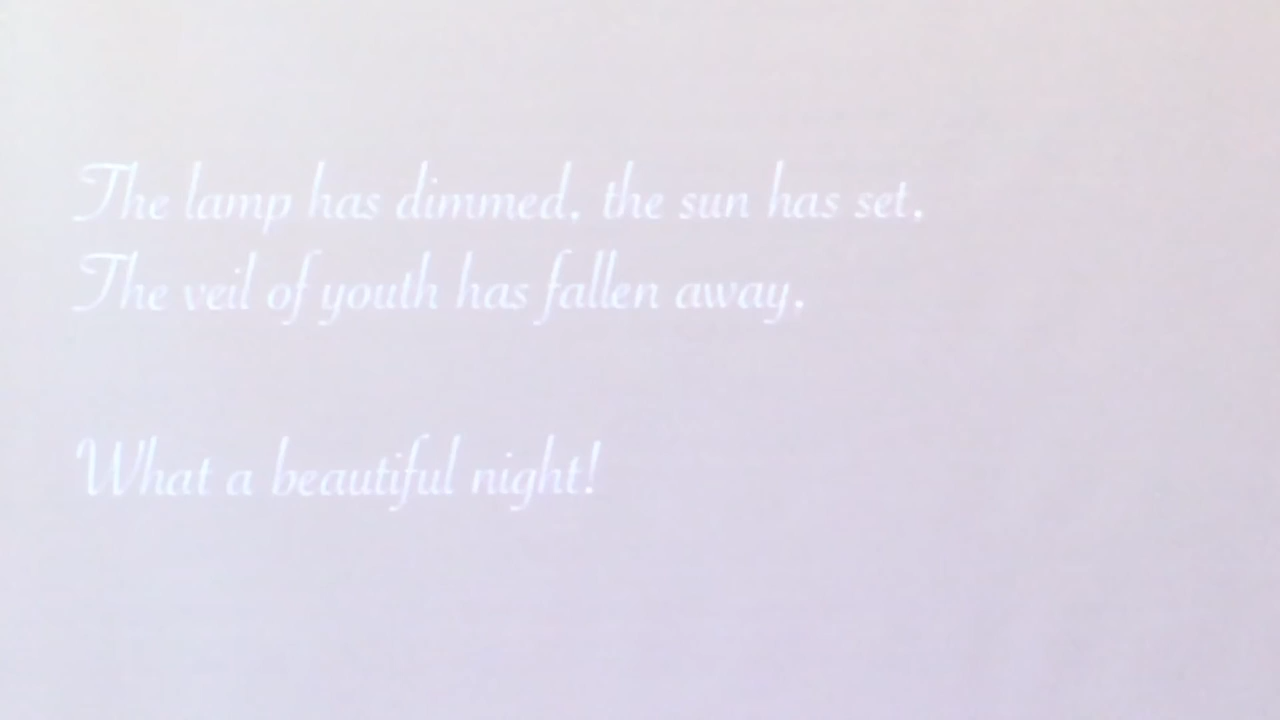 The lamp has dimmed, the sun has set,
The veil of youth has fallen away,
What a beautiful night!